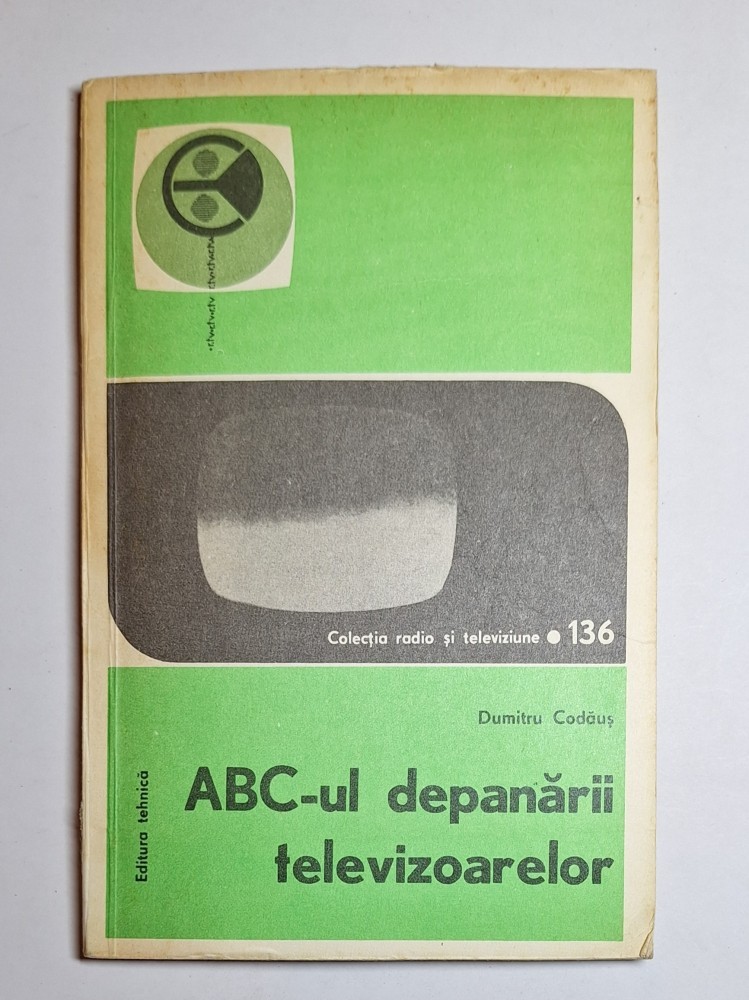 Colecția radio și televiziune • 136
Dumitru Codăuș
ABC-ul depanării
televizoarelor
Editura tehnică